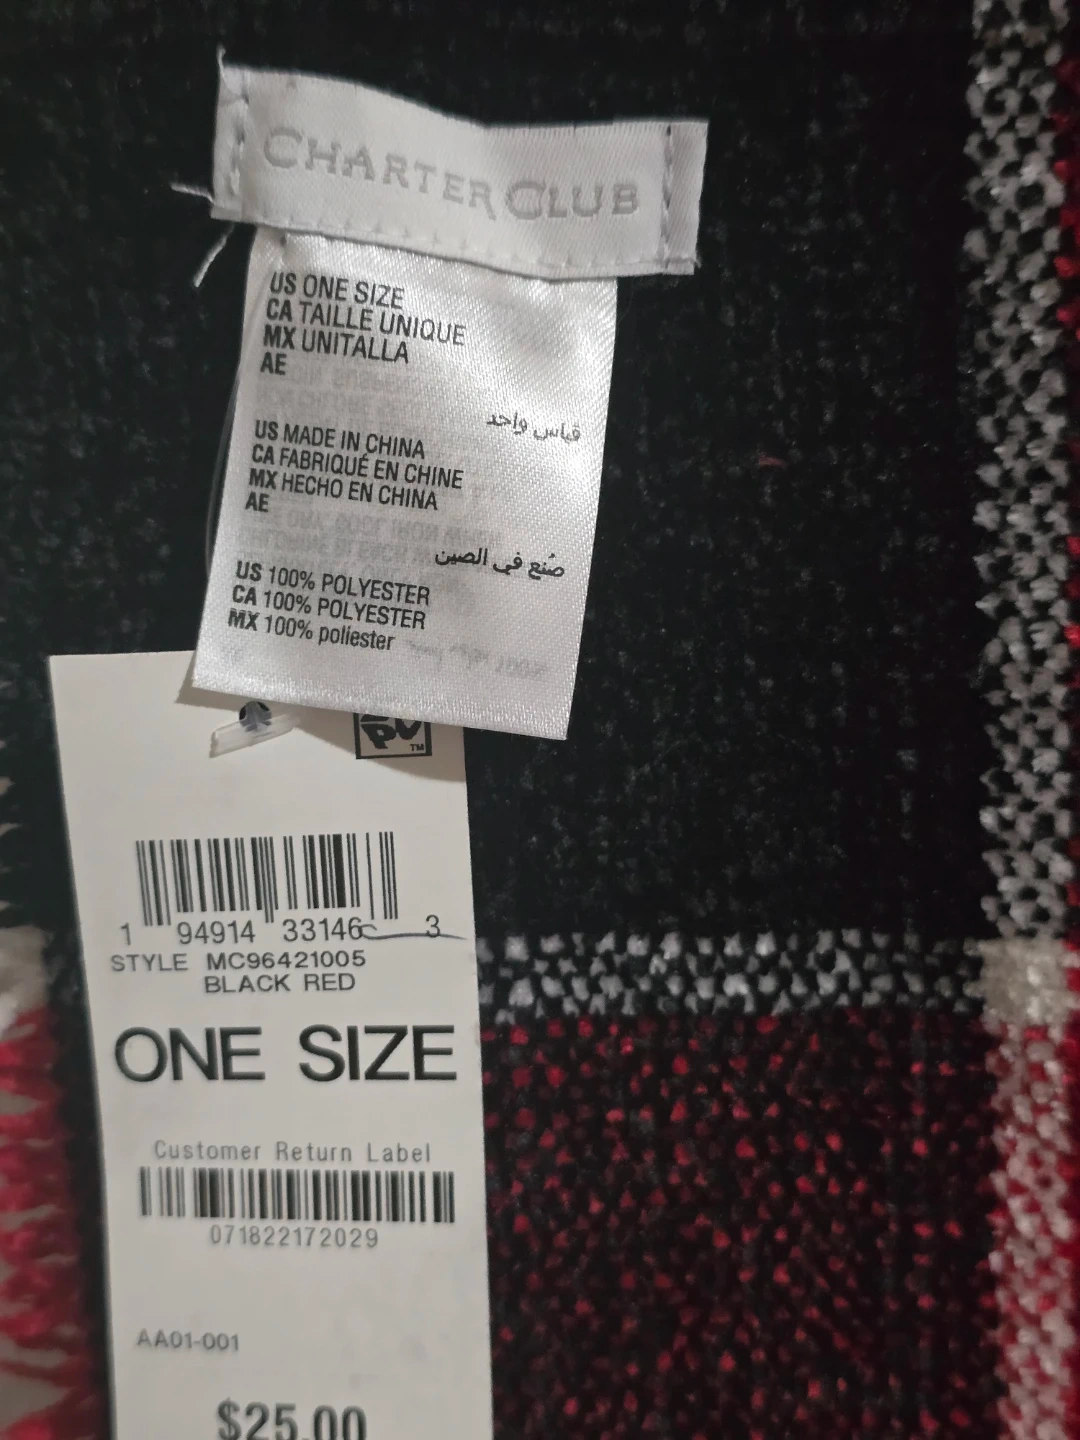 CHARTER CLUB
US ONE SIZE
CA TAILLE UNIQUE
MX UNITALLA
AE
قياس واحد
US MADE IN CHINA
CA FABRIQUÉ EN CHINE
MX HECHO EN CHINA
AE
صُنع في الصين
US 100% POLYESTER
CA 100% POLYESTER
MX 100% poliester
TM
1 94914 33146 3
STYLE MC96421005
BLACK RED
ONE SIZE
Customer Return Label
071822172029
AA01-001
$25.00